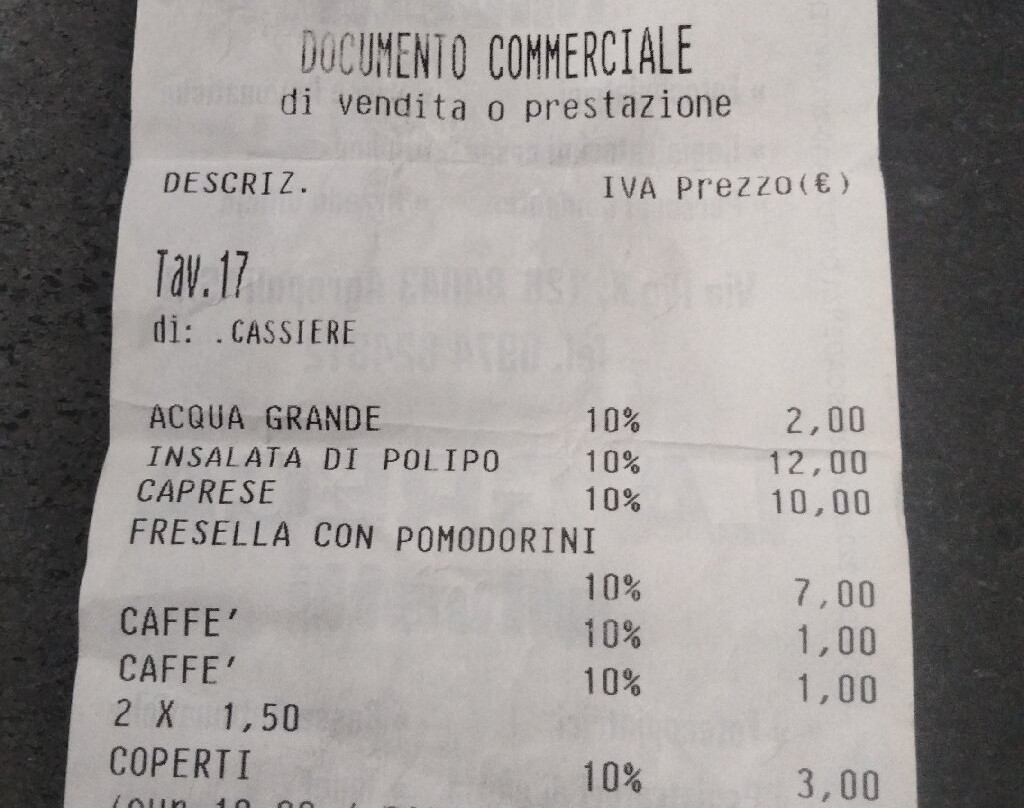 DOCUMENTO COMMERCIALE
di vendita o prestazione
DESCRIZ. IVA Prezzo(€)
Tav.17
di: .CASSIERE
ACQUA GRANDE 10% 2,00
INSALATA DI POLIPO 10% 12,00
CAPRESE 10% 10,00
FRESELLA CON POMODORINI
10% 7,00
CAFFE' 10% 1,00
CAFFE' 10% 1,00
2 X 1,50
COPERTI 10% 3,00